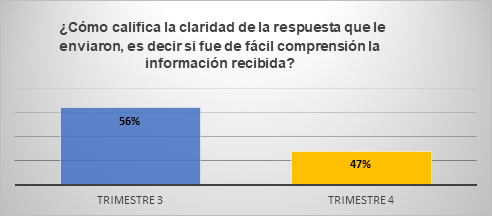 ¿Cómo califica la claridad de la respuesta que le
enviaron, es decir si fue de fácil comprensión la
información recibida?
56%
47%
TRIMESTRE 3
TRIMESTRE 4